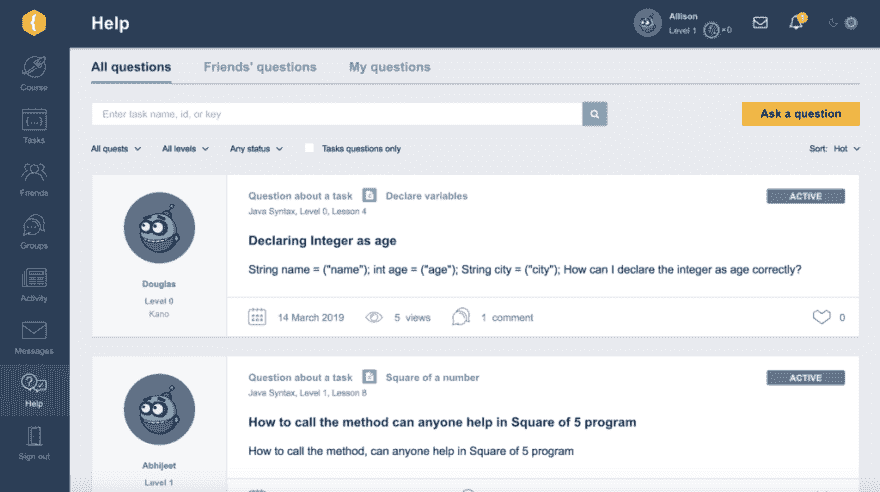 Help
Allison
Level 1 ×0
1
Course
Tasks
Friends
Groups
Activity
Messages
Help
Sign out
All questions Friends' questions My questions
Enter task name, id, or key
Ask a question
All quests All levels Any status Tasks questions only Sort: Hot
Question about a task Declare variables ACTIVE
Java Syntax, Level 0, Lesson 4
Declaring Integer as age
String name = ("name"); int age = ("age"); String city = ("city"); How can I declare the integer as age correctly?
Douglas
Level 0
Kano
14 March 2019 5 views 1 comment 0
Question about a task Square of a number ACTIVE
Java Syntax, Level 1, Lesson 8
How to call the method can anyone help in Square of 5 program
How to call the method, can anyone help in Square of 5 program
Abhijeet
Level 1